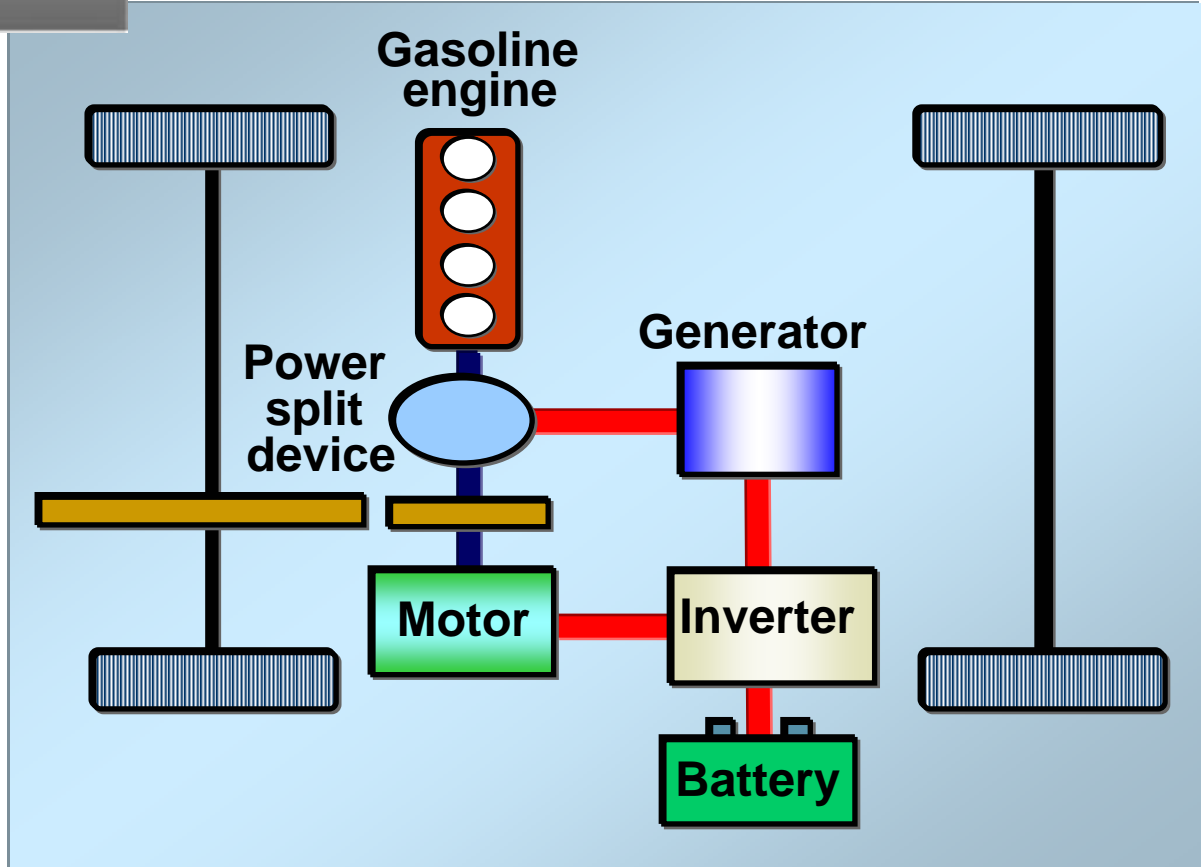 Gasoline
engine
Generator
Power
split
device
Motor
Inverter
Battery